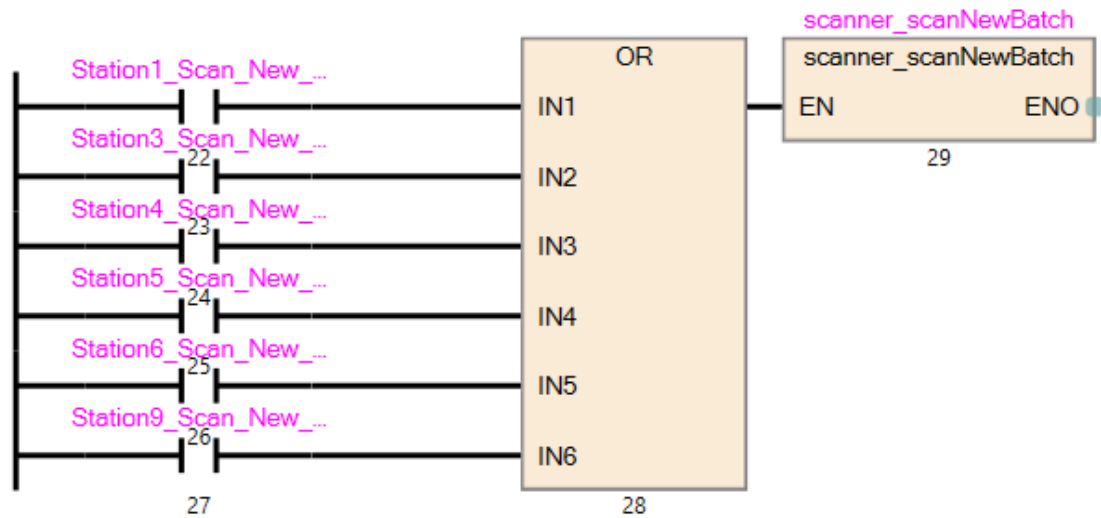 scanner_scanNewBatch
Station1_Scan_New_...
OR
scanner_scanNewBatch
IN1
EN
ENO
Station3_Scan_New_...
22
IN2
29
Station4_Scan_New_...
23
IN3
Station5_Scan_New_...
24
IN4
Station6_Scan_New_...
25
IN5
Station9_Scan_New_...
26
IN6
27
28